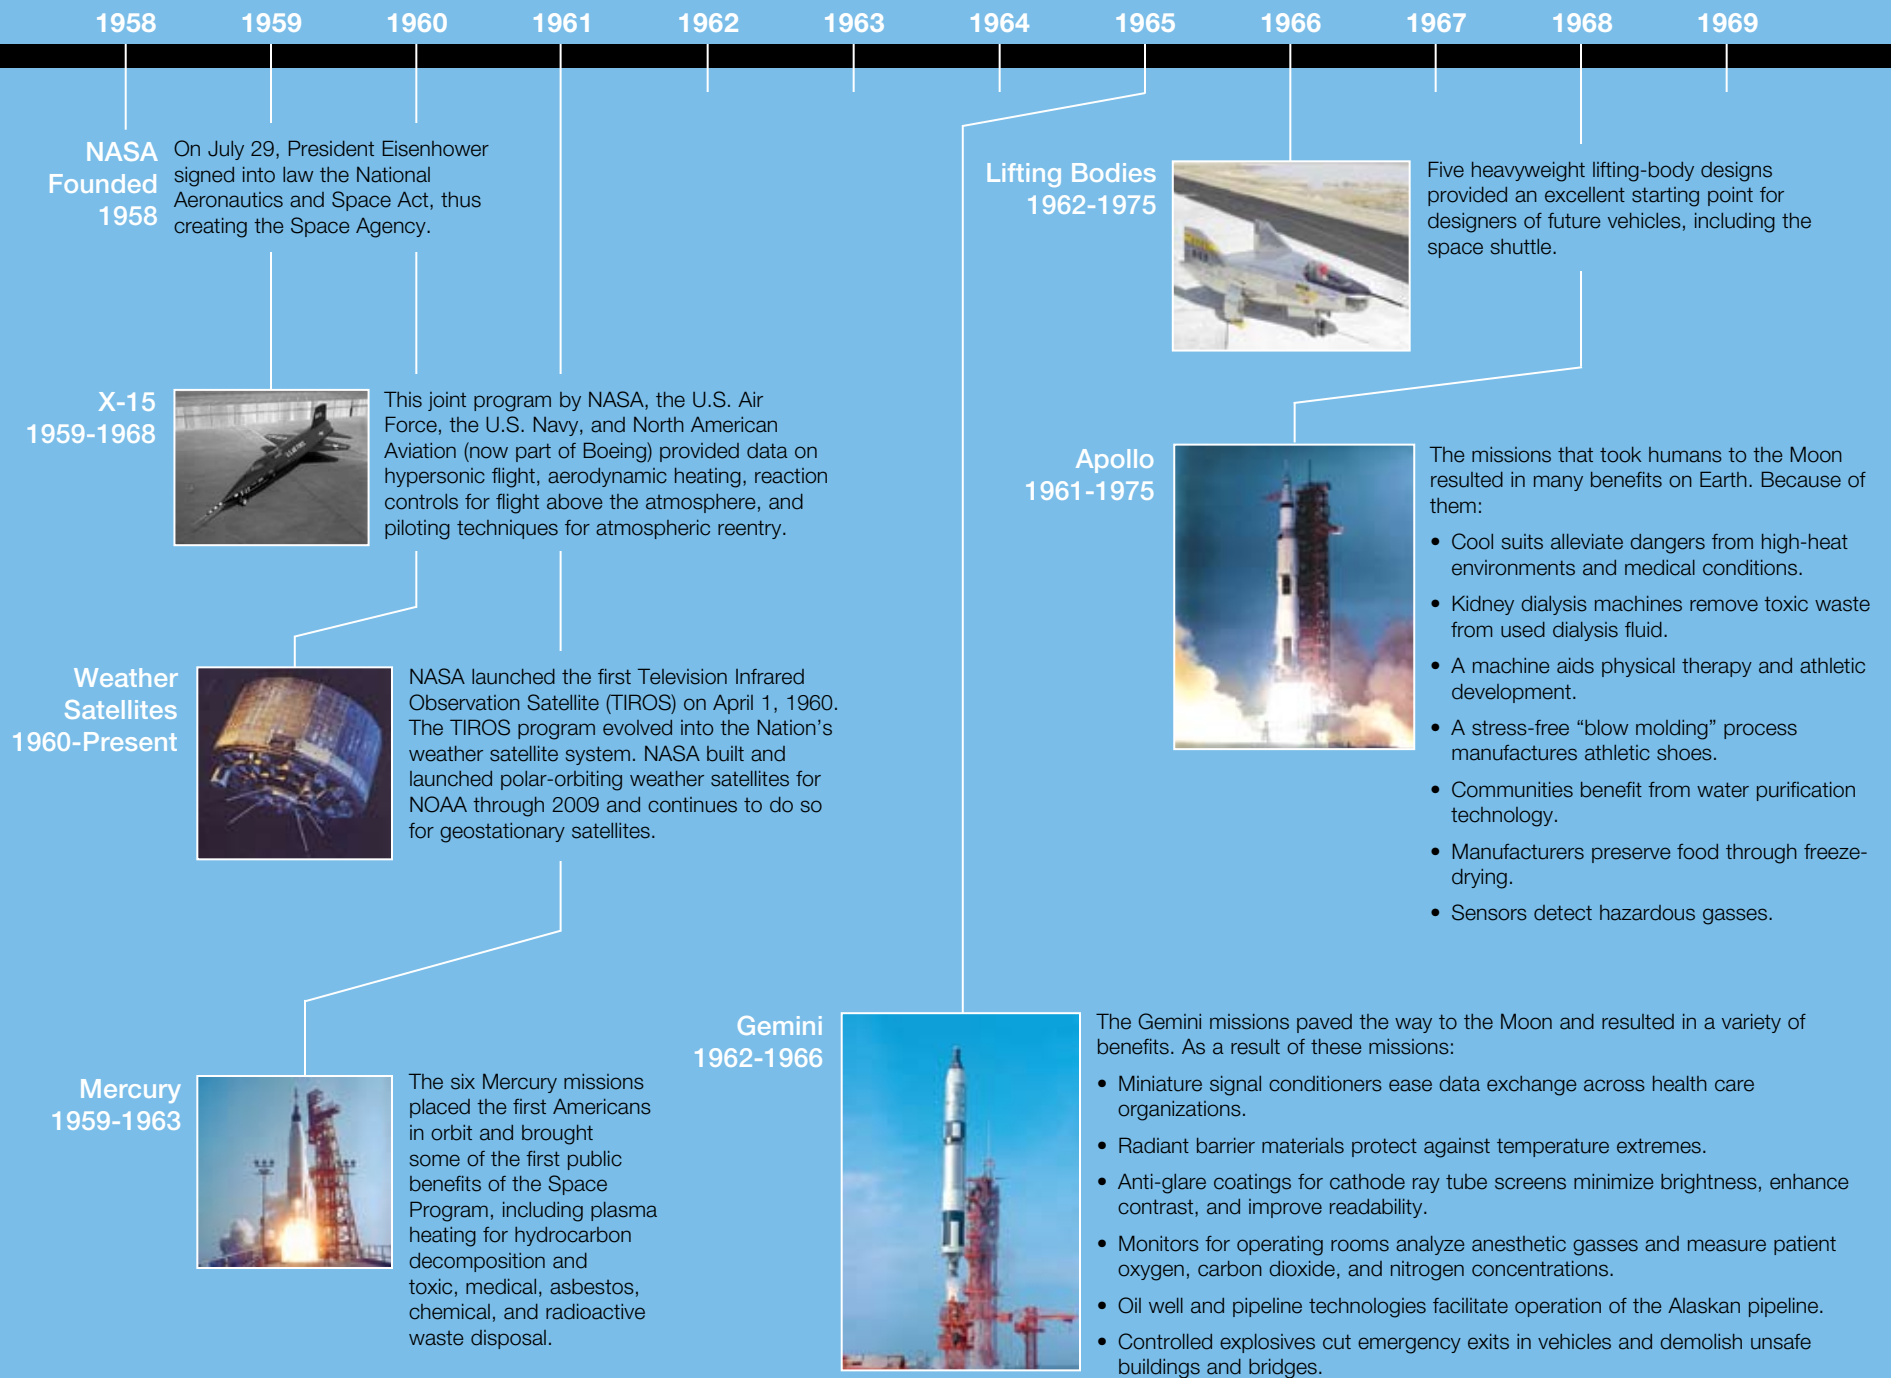 1958 1959 1960 1961 1962 1963 1964 1965 1966 1967 1968 1969
NASA
Founded
1958
On July 29, President Eisenhower
signed into law the National
Aeronautics and Space Act, thus
creating the Space Agency.
X-15
1959-1968
This joint program by NASA, the U.S. Air
Force, the U.S. Navy, and North American
Aviation (now part of Boeing) provided data on
hypersonic flight, aerodynamic heating, reaction
controls for flight above the atmosphere, and
piloting techniques for atmospheric reentry.
Weather
Satellites
1960-Present
NASA launched the first Television Infrared
Observation Satellite (TIROS) on April 1, 1960.
The TIROS program evolved into the Nation’s
weather satellite system. NASA built and
launched polar-orbiting weather satellites for
NOAA through 2009 and continues to do so
for geostationary satellites.
Mercury
1959-1963
The six Mercury missions
placed the first Americans
in orbit and brought
some of the first public
benefits of the Space
Program, including plasma
heating for hydrocarbon
decomposition and
toxic, medical, asbestos,
chemical, and radioactive
waste disposal.
Lifting Bodies
1962-1975
Five heavyweight lifting-body designs
provided an excellent starting point for
designers of future vehicles, including the
space shuttle.
Apollo
1961-1975
The missions that took humans to the Moon
resulted in many benefits on Earth. Because of
them:
• Cool suits alleviate dangers from high-heat
environments and medical conditions.
• Kidney dialysis machines remove toxic waste
from used dialysis fluid.
• A machine aids physical therapy and athletic
development.
• A stress-free “blow molding” process
manufactures athletic shoes.
• Communities benefit from water purification
technology.
• Manufacturers preserve food through freeze-
drying.
• Sensors detect hazardous gasses.
Gemini
1962-1966
The Gemini missions paved the way to the Moon and resulted in a variety of
benefits. As a result of these missions:
• Miniature signal conditioners ease data exchange across health care
organizations.
• Radiant barrier materials protect against temperature extremes.
• Anti-glare coatings for cathode ray tube screens minimize brightness, enhance
contrast, and improve readability.
• Monitors for operating rooms analyze anesthetic gasses and measure patient
oxygen, carbon dioxide, and nitrogen concentrations.
• Oil well and pipeline technologies facilitate operation of the Alaskan pipeline.
• Controlled explosives cut emergency exits in vehicles and demolish unsafe
buildings and bridges.